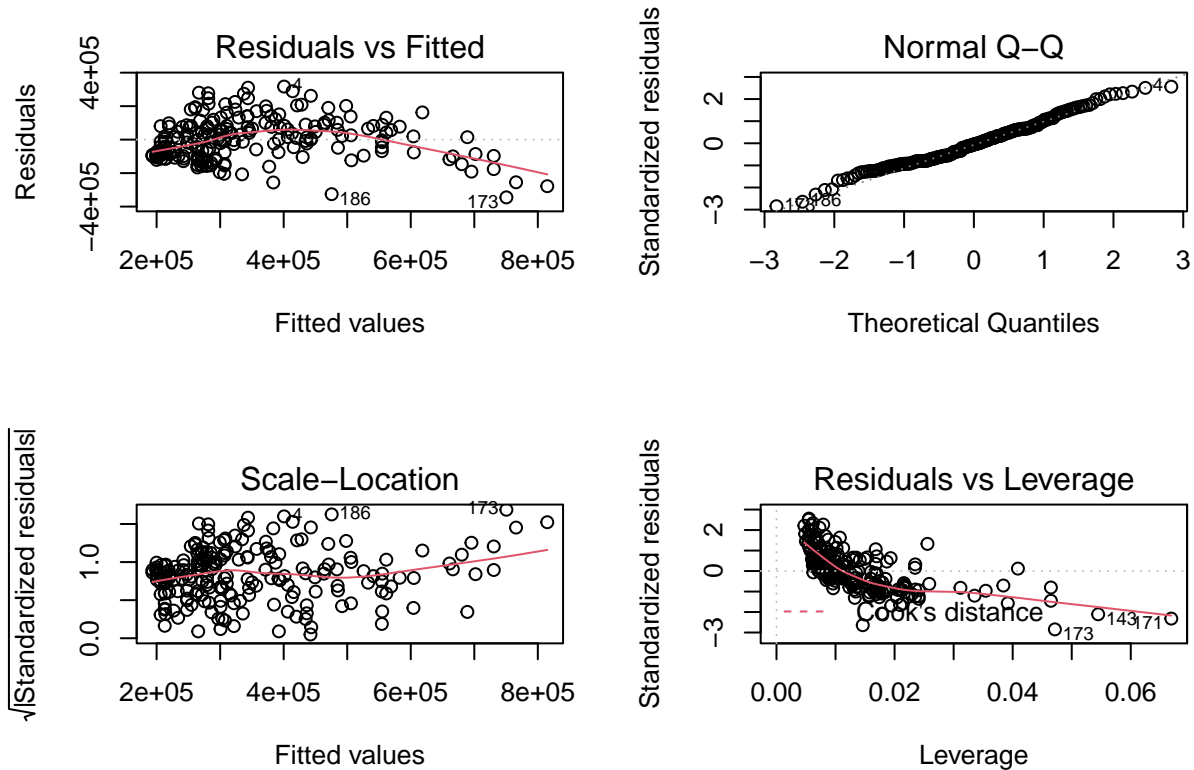 Residuals vs Fitted
Residuals
4e+05
−4e+05
4
186
173
2e+05 4e+05 6e+05 8e+05
Fitted values
Normal Q−Q
Standardized residuals
2
0
−3
4
186
173
−3 −2 −1 0 1 2 3
Theoretical Quantiles
Scale−Location
√|Standardized residuals|
1.0
0.0
4
186
173
2e+05 4e+05 6e+05 8e+05
Fitted values
Residuals vs Leverage
Standardized residuals
2
0
−3
Cook's distance
143
171
173
0.00 0.02 0.04 0.06
Leverage